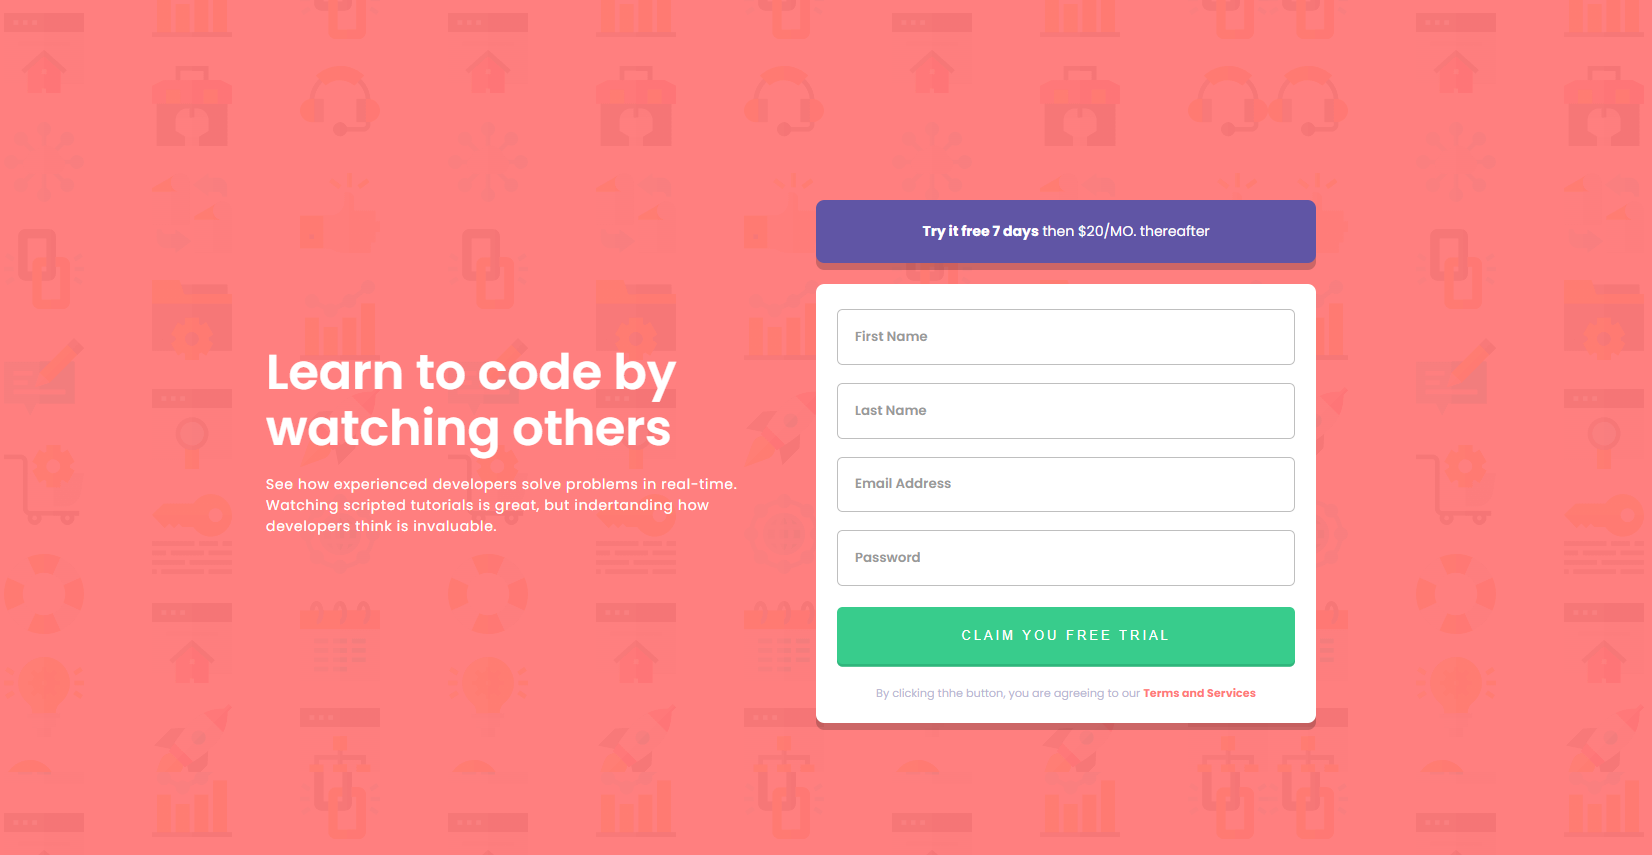 Learn to code by
watching others
See how experienced developers solve problems in real-time.
Watching scripted tutorials is great, but indertanding how
developers think is invaluable.
Try it free 7 days then $20/MO. thereafter
First Name
Last Name
Email Address
Password
CLAIM YOU FREE TRIAL
By clicking thhe button, you are agreeing to our Terms and Services